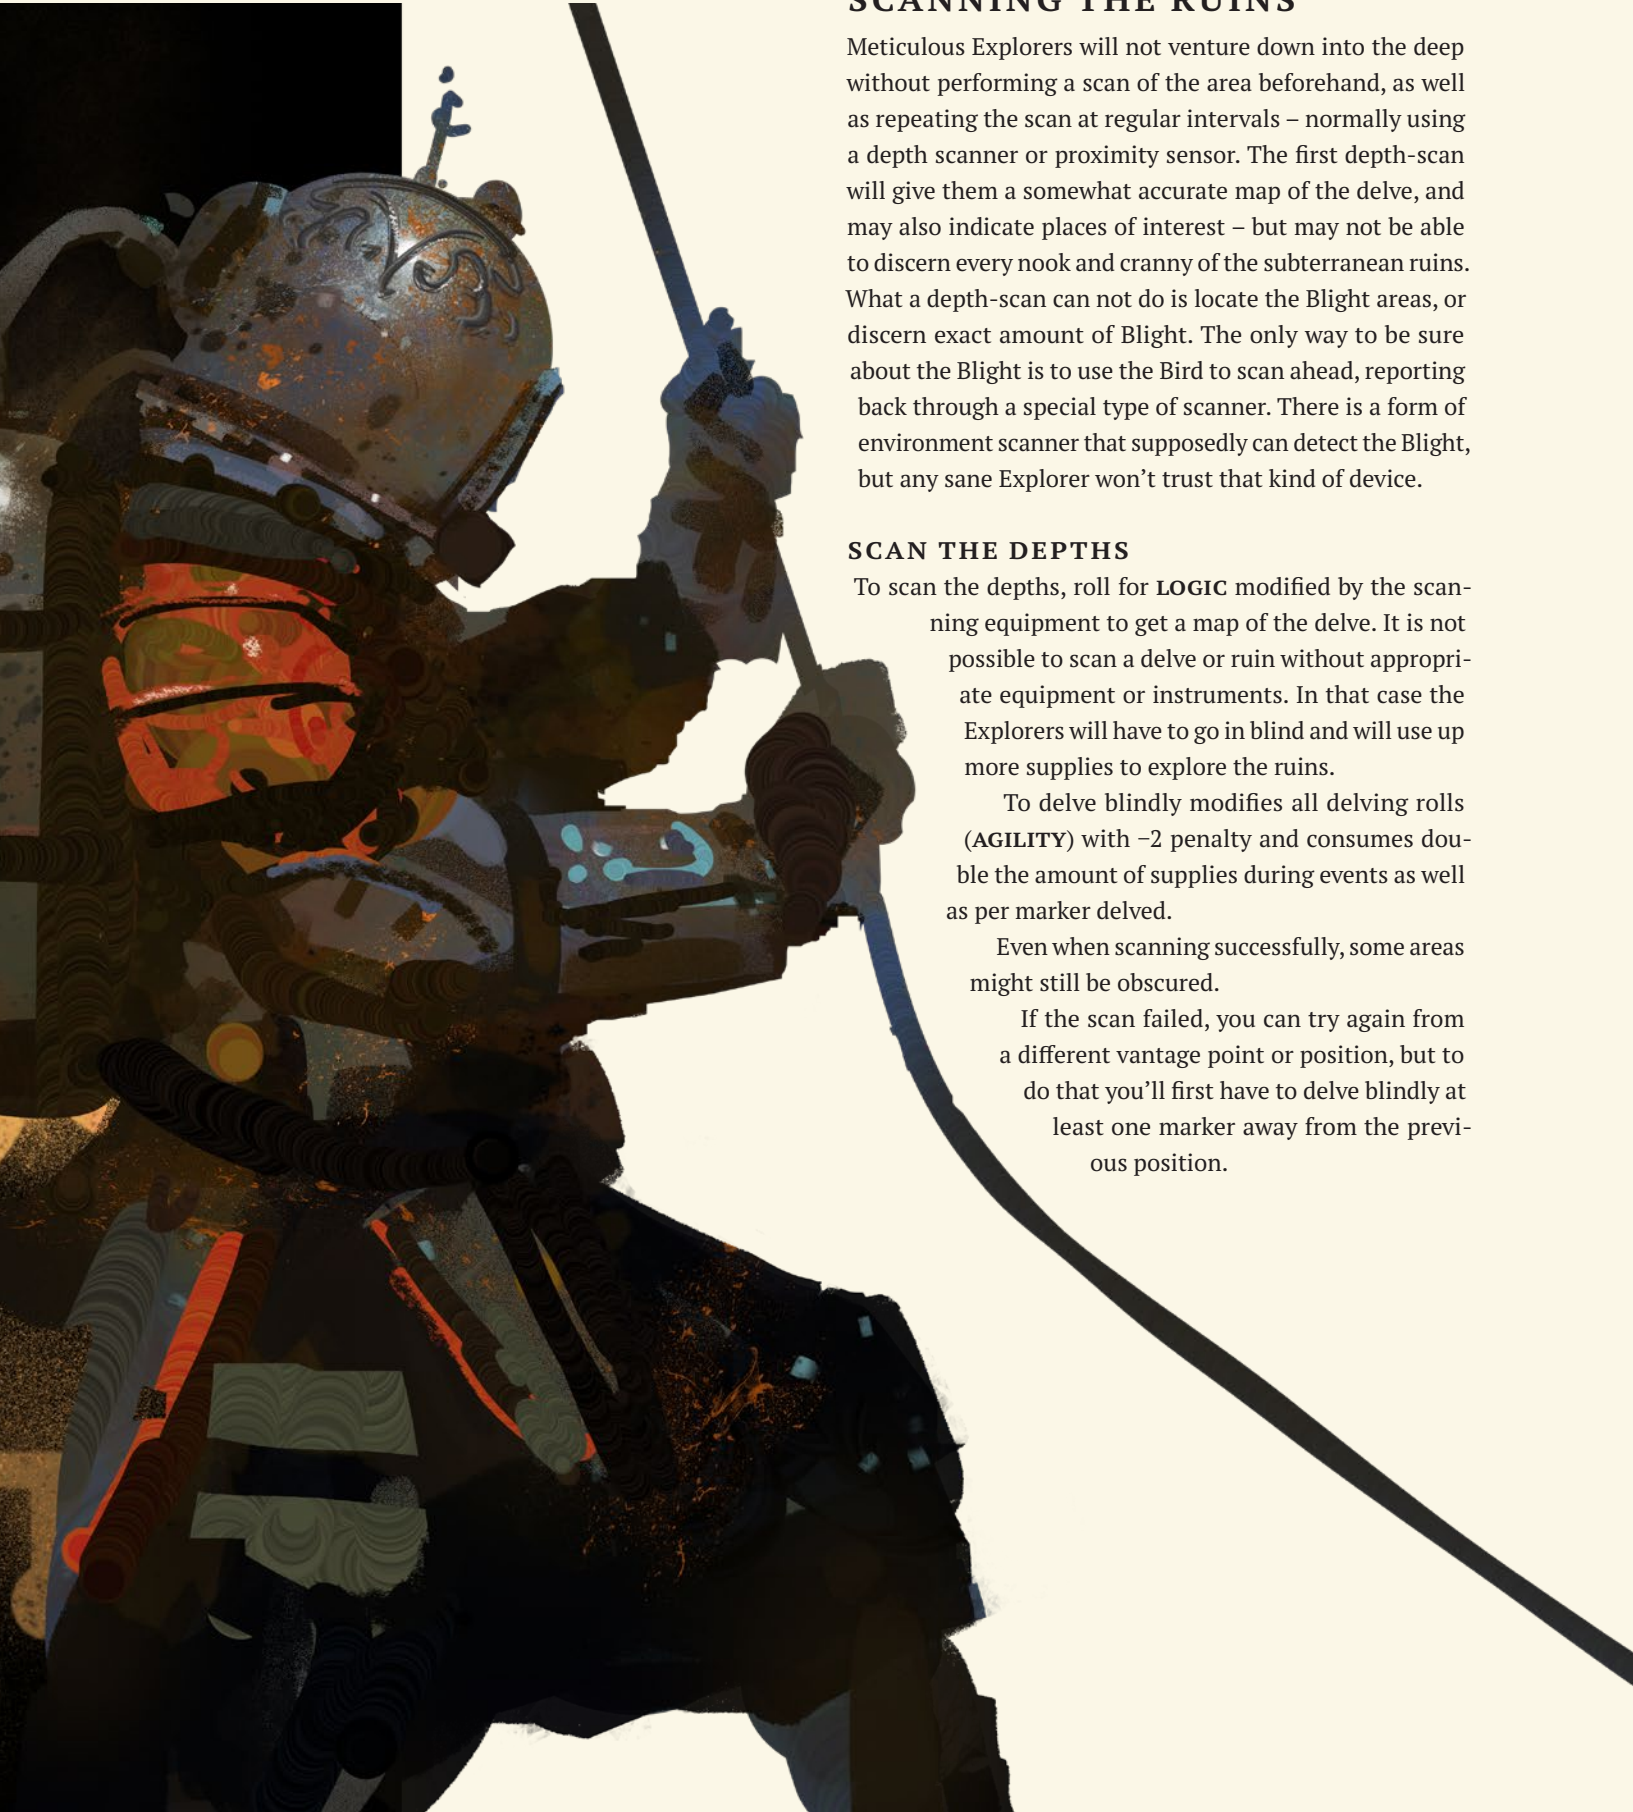 SCANNING THE RUINS
Meticulous Explorers will not venture down into the deep
without performing a scan of the area beforehand, as well
as repeating the scan at regular intervals – normally using
a depth scanner or proximity sensor. The first depth-scan
will give them a somewhat accurate map of the delve, and
may also indicate places of interest – but may not be able
to discern every nook and cranny of the subterranean ruins.
What a depth-scan can not do is locate the Blight areas, or
discern exact amount of Blight. The only way to be sure
about the Blight is to use the Bird to scan ahead, reporting
back through a special type of scanner. There is a form of
environment scanner that supposedly can detect the Blight,
but any sane Explorer won’t trust that kind of device.
SCAN THE DEPTHS
To scan the depths, roll for LOGIC modified by the scan-
ning equipment to get a map of the delve. It is not
possible to scan a delve or ruin without appropri-
ate equipment or instruments. In that case the
Explorers will have to go in blind and will use up
more supplies to explore the ruins.
To delve blindly modifies all delving rolls
(AGILITY) with −2 penalty and consumes dou-
ble the amount of supplies during events as well
as per marker delved.
Even when scanning successfully, some areas
might still be obscured.
If the scan failed, you can try again from
a different vantage point or position, but to
do that you’ll first have to delve blindly at
least one marker away from the previ-
ous position.